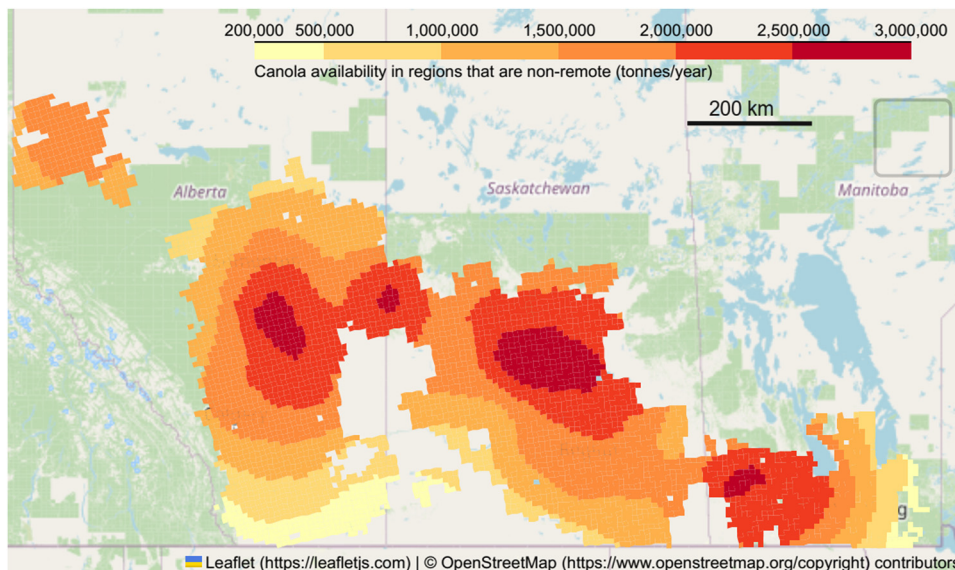 200,000 500,000 1,000,000 1,500,000 2,000,000 2,500,000 3,000,000
Canola availability in regions that are non-remote (tonnes/year)
200 km
Alberta Saskatchewan Manitoba
g
Leaflet (https://leafletjs.com) | © OpenStreetMap (https://www.openstreetmap.org/copyright) contributors